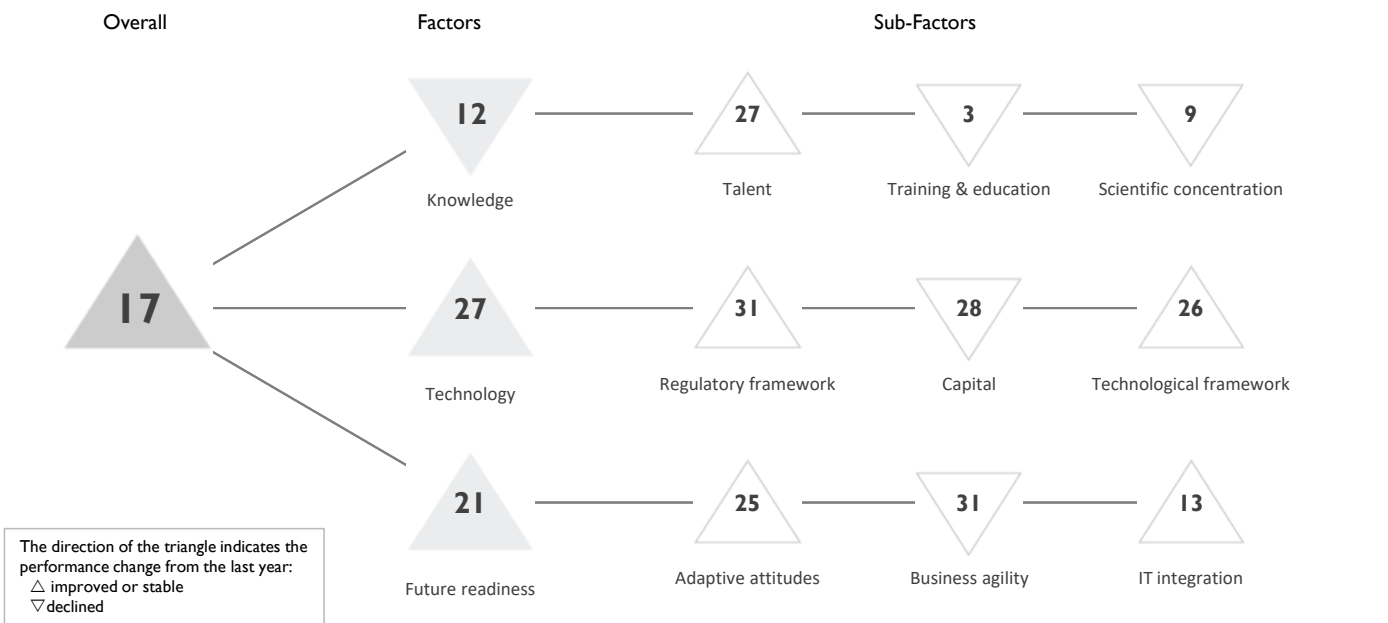 Overall Factors Sub-Factors
12 27 3 9
Knowledge Talent Training & education Scientific concentration
17 27 31 28 26
Technology Regulatory framework Capital Technological framework
21 25 31 13
Future readiness Adaptive attitudes Business agility IT integration
The direction of the triangle indicates the
performance change from the last year:
△ improved or stable
▽ declined